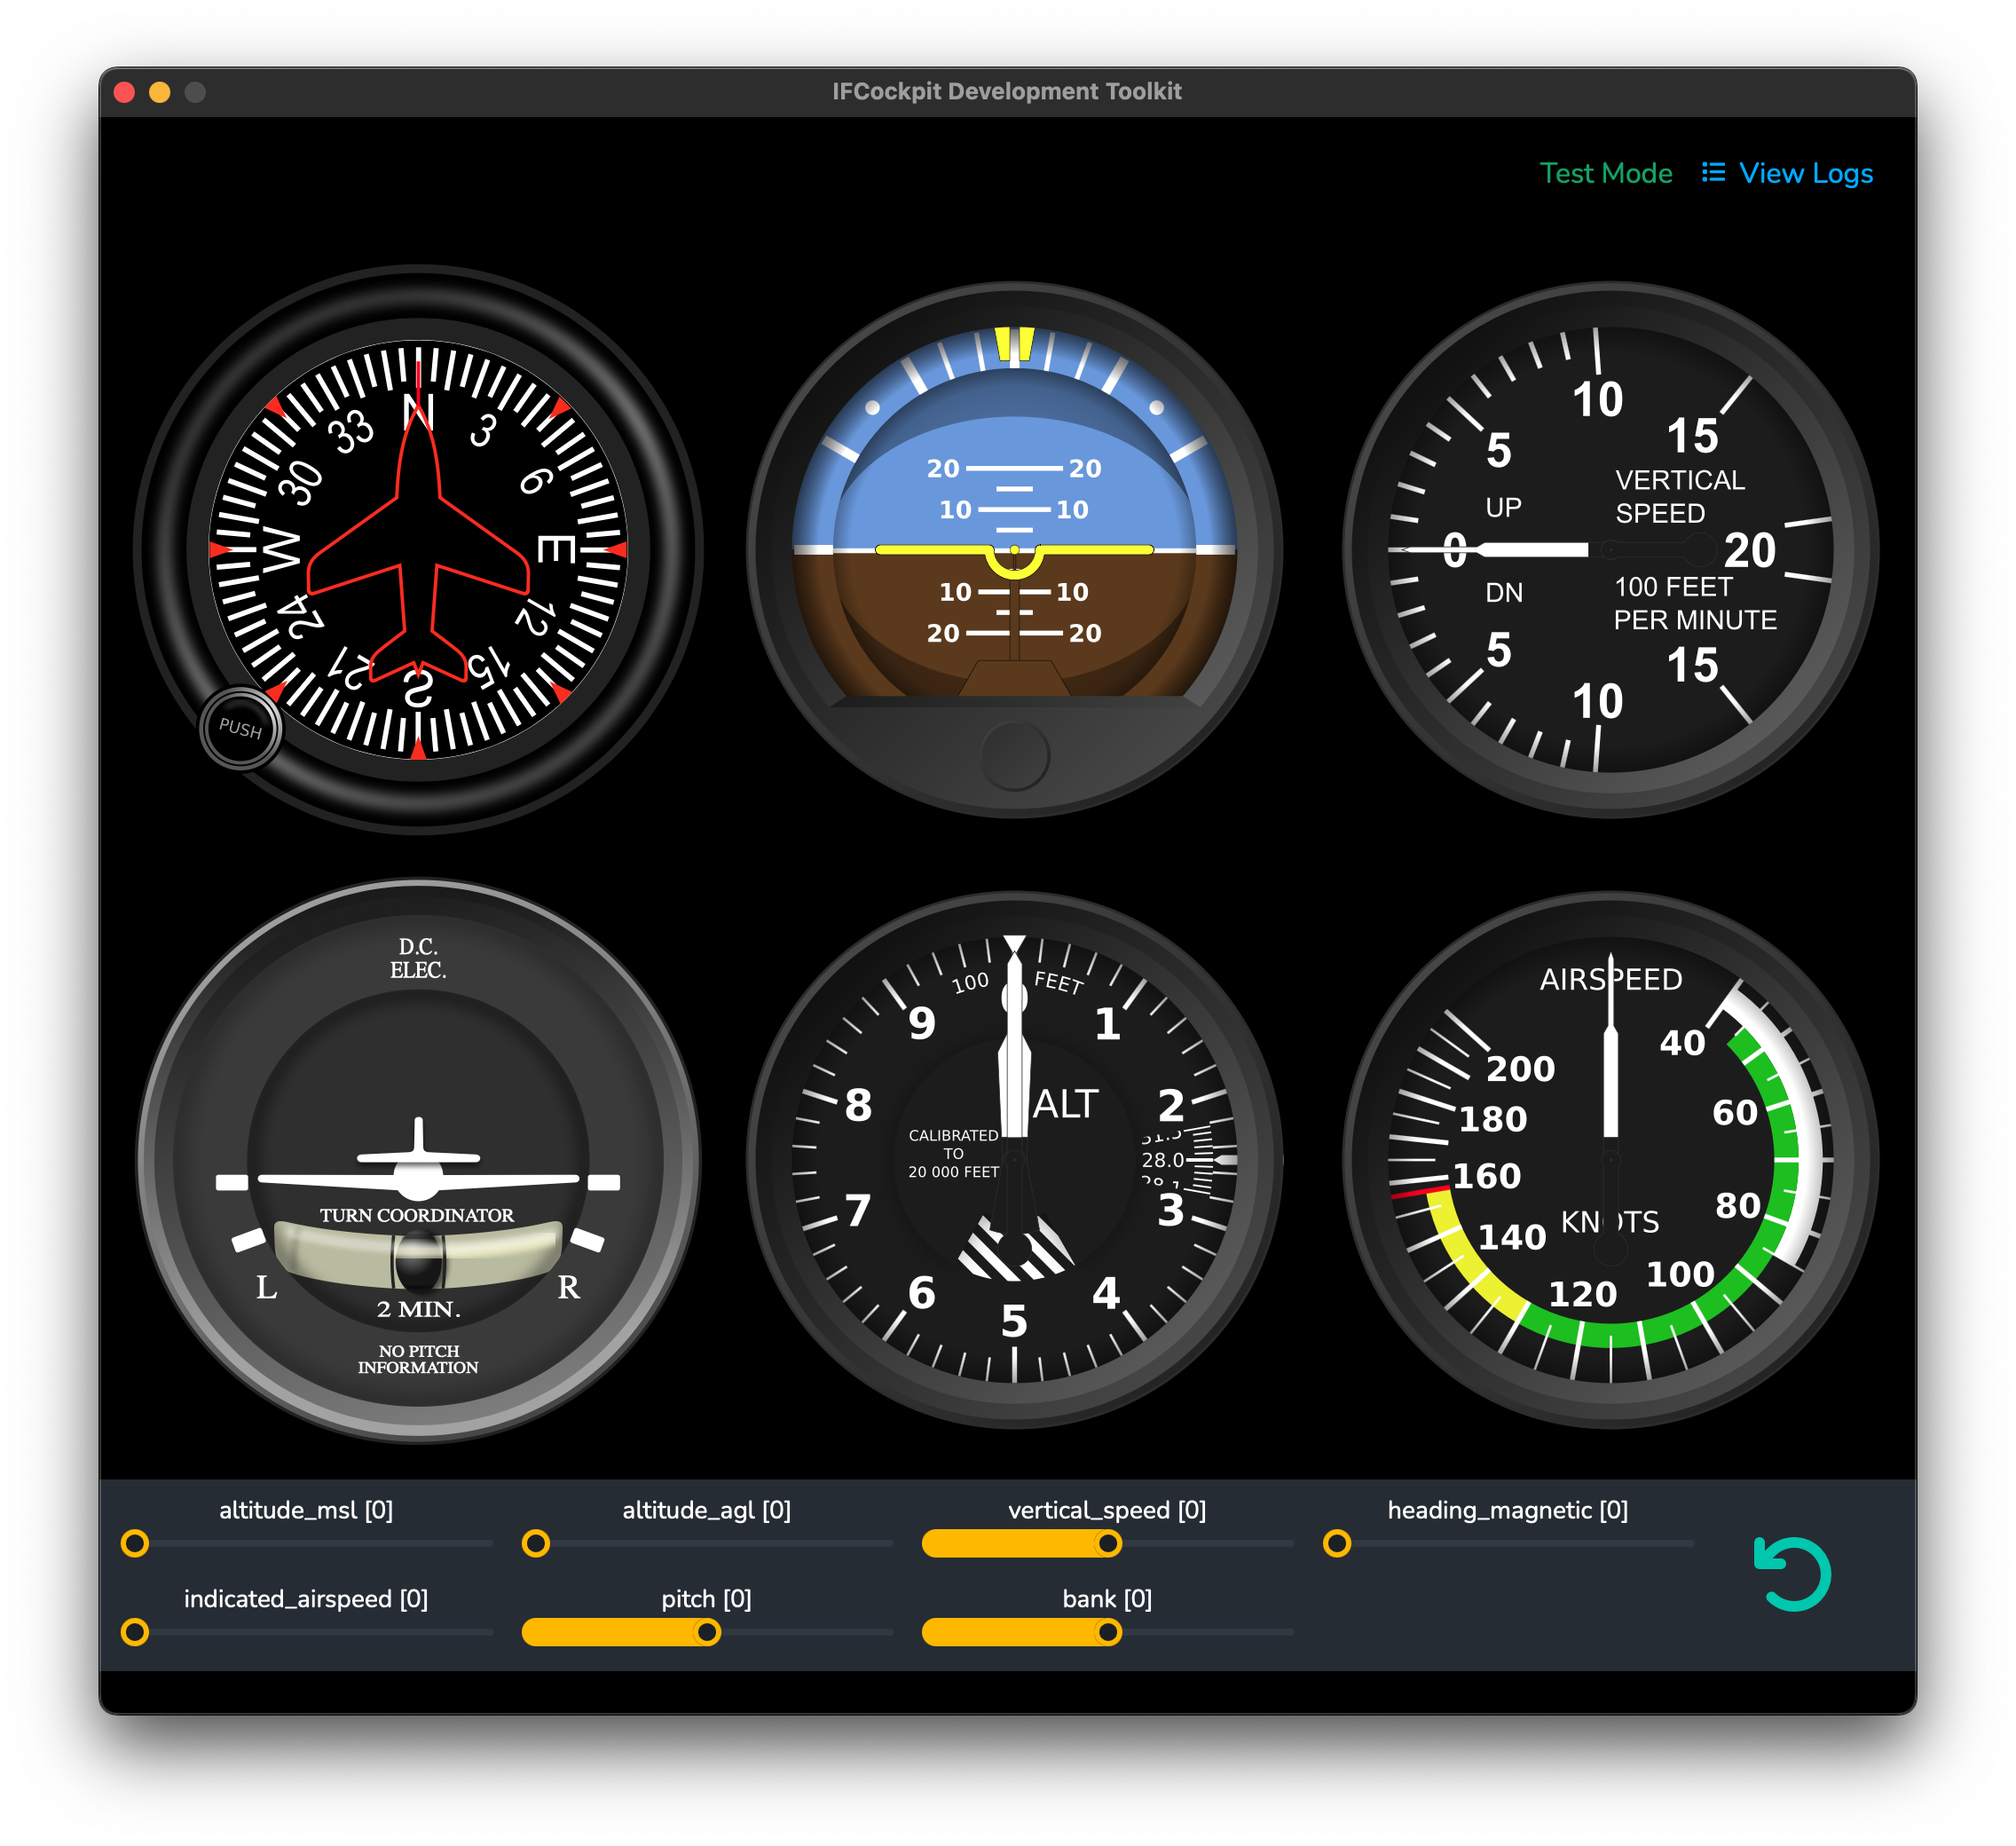 IFCockpit Development Toolkit
Test Mode
View Logs
N
3
6
E
12
15
S
21
24
W
30
33
PUSH
20 20
10 10
10 10
20 20
10
15
5
VERTICAL
SPEED
UP
0
20
DN
100 FEET
PER MINUTE
5
15
10
D.C.
ELEC.
TURN COORDINATOR
L
R
2 MIN.
NO PITCH
INFORMATION
100
FEET
0
9
1
8
ALT
2
CALIBRATED
TO
20 000 FEET
28.0
7
3
6
4
5
AIRSPEED
40
200
60
180
160
80
KNOTS
140
100
120
altitude_msl [0]
altitude_agl [0]
vertical_speed [0]
heading_magnetic [0]
indicated_airspeed [0]
pitch [0]
bank [0]